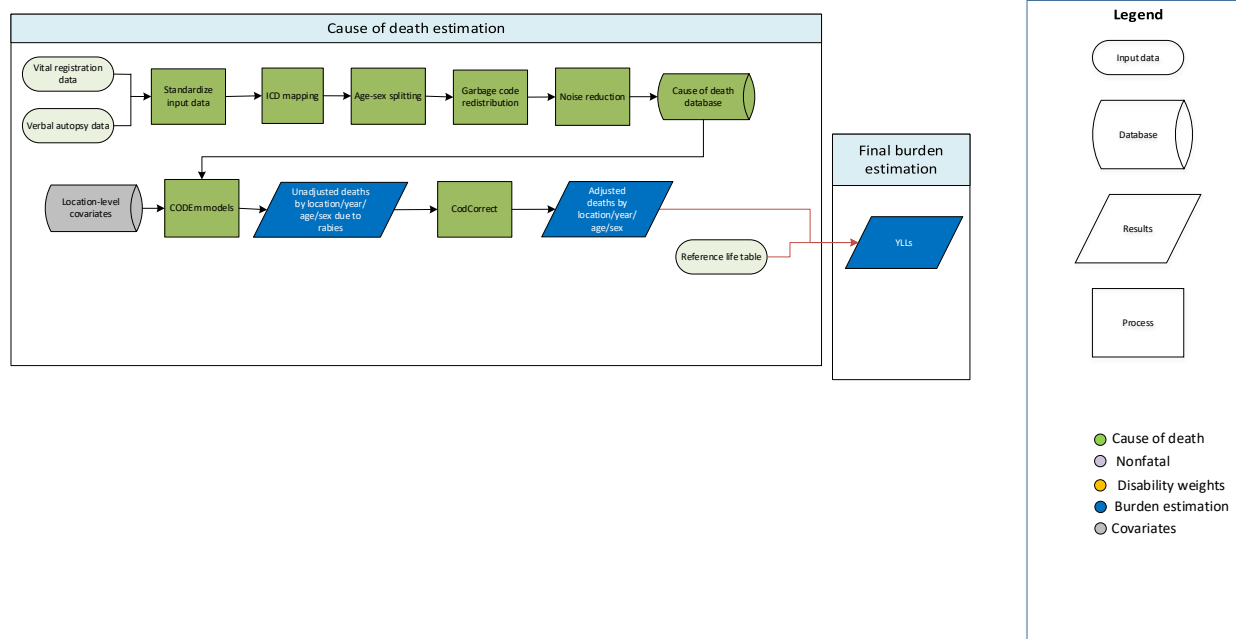 Cause of death estimation
Vital registration
data
Verbal autopsy data
Standardize
input data
ICD mapping
Age-sex splitting
Garbage code
redistribution
Noise reduction
Cause of death
database
Location-level
covariates
CODEm models
Unadjusted deaths
by location/year/
age/sex due to
rabies
CodCorrect
Adjusted
deaths by
location/year/
age/sex
Reference life table
Final burden
estimation
YLLs
Legend
Input data
Database
Results
Process
Cause of death
Nonfatal
Disability weights
Burden estimation
Covariates